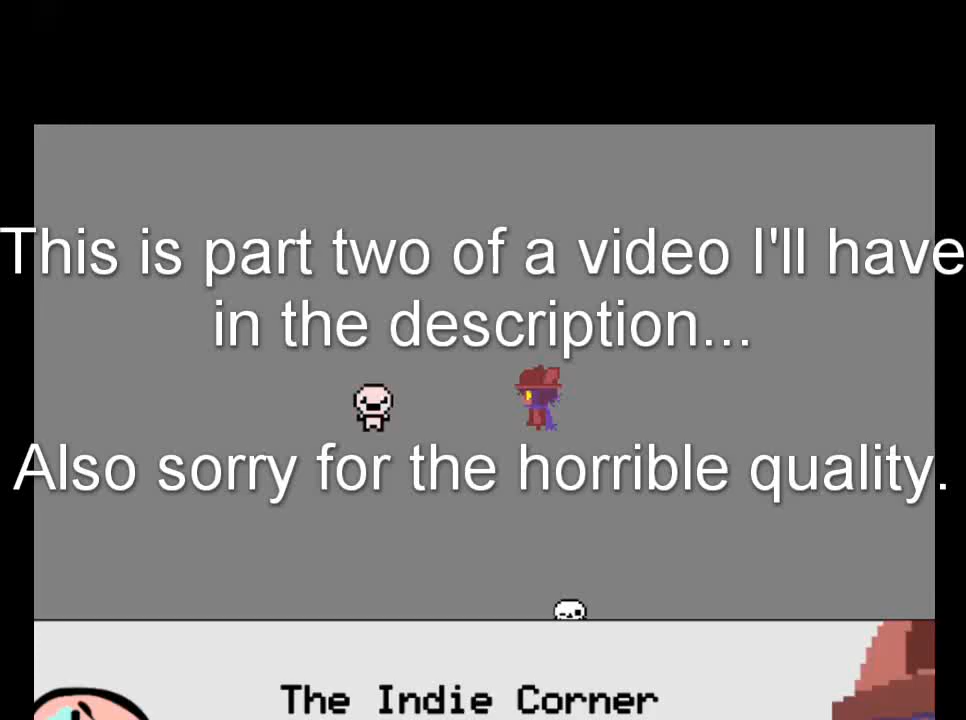 This is part two of a video I'll have
in the description...
Also sorry for the horrible quality.
The Indie Corner